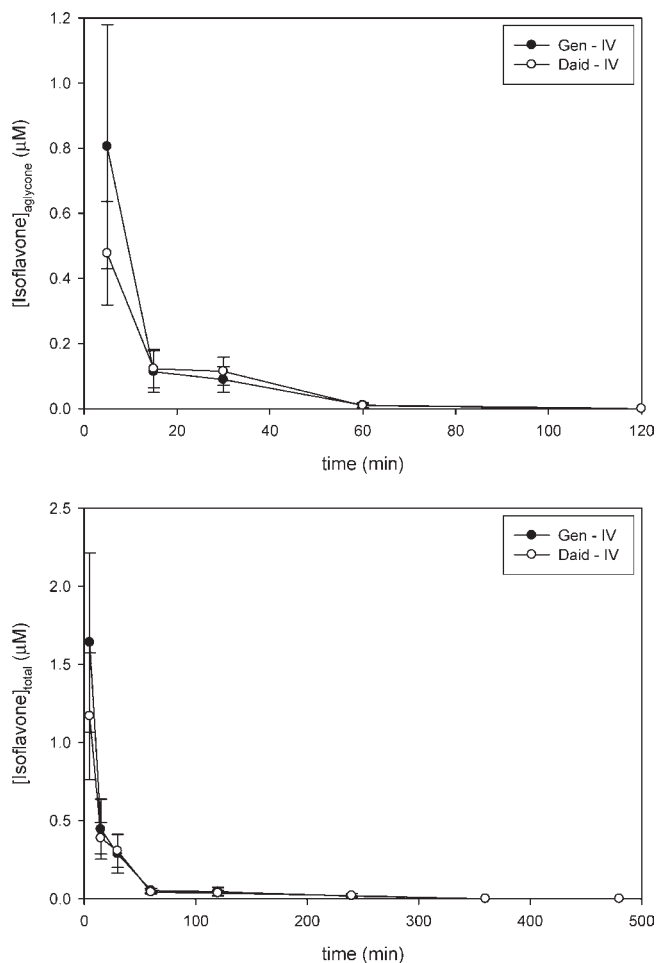 1.2
1.0
0.8
0.6
0.4
0.2
0.0
[Isoflavone]aglycone (μM)
Gen - IV
Daid - IV
0 20 40 60 80 100 120
time (min)
2.5
2.0
1.5
1.0
0.5
0.0
[Isoflavone]total (μM)
Gen - IV
Daid - IV
0 100 200 300 400 500
time (min)